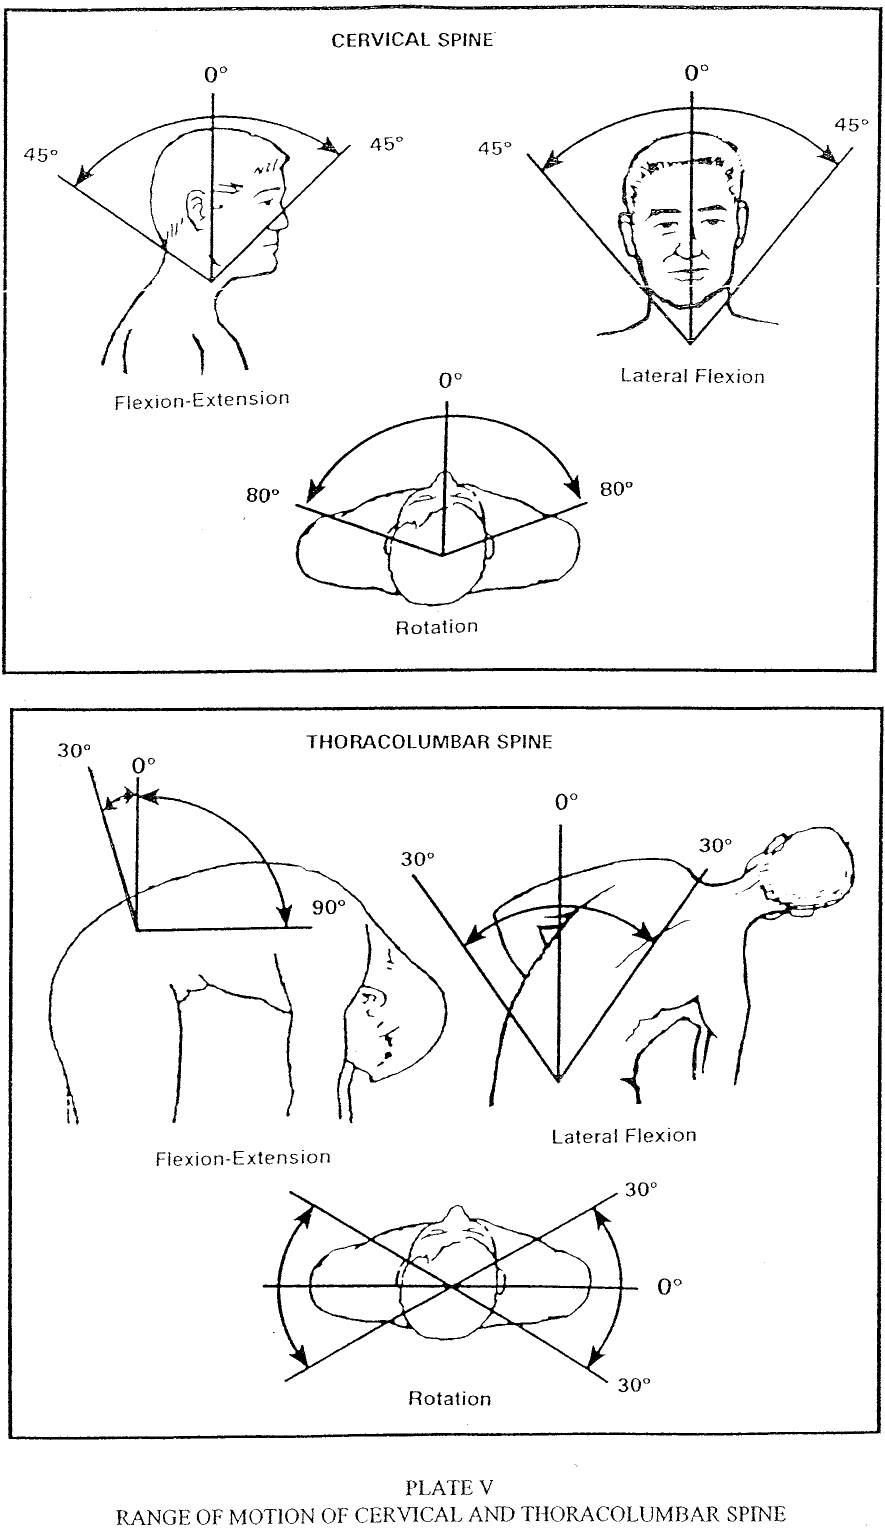 CERVICAL SPINE
0°
45°
45°
Flexion-Extension
0°
45°
45°
Lateral Flexion
0°
80°
80°
Rotation
THORACOLUMBAR SPINE
30°
0°
90°
Flexion-Extension
0°
30°
30°
Lateral Flexion
30°
0°
30°
Rotation
PLATE V
RANGE OF MOTION OF CERVICAL AND THORACOLUMBAR SPINE